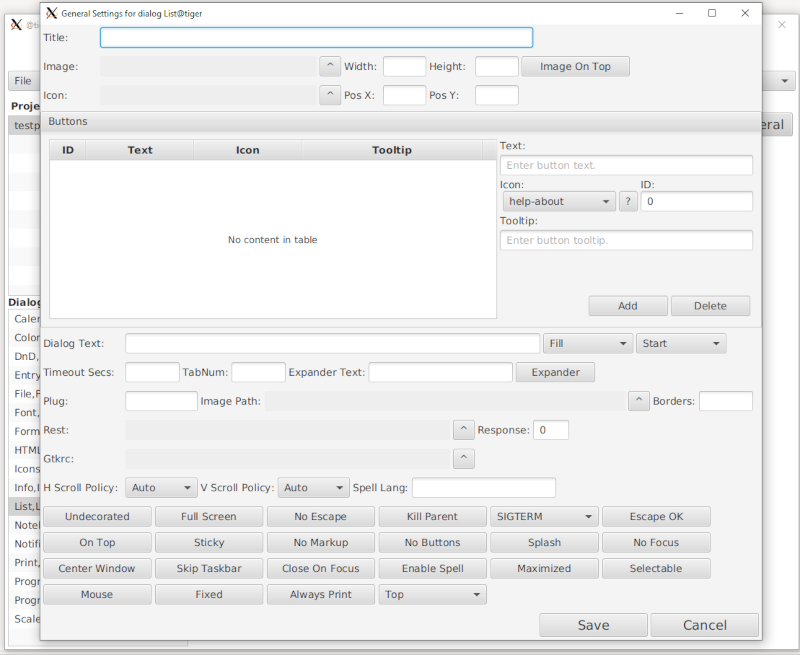 General Settings for dialog List@tiger
@ti
Title:
Image: ^ Width: Height: Image On Top
Icon: ^ Pos X: Pos Y:
File
Proje
testp
eral
Buttons
ID Text Icon Tooltip
No content in table
Text:
Enter button text.
Icon: ID:
help-about ? 0
Tooltip:
Enter button tooltip.
Add Delete
Dialog
Calen
Color
DnD,
Entry
File,F
Font,
Form
HTML
Icons
Info,I
List,L
Notel
Notifi
Print,
Progr
Progr
Scale
Dialog Text: Fill Start
Timeout Secs: TabNum: Expander Text: Expander
Plug: Image Path: ^ Borders:
Rest: ^ Response: 0
Gtkrc: ^
H Scroll Policy: Auto V Scroll Policy: Auto Spell Lang:
Undecorated Full Screen No Escape Kill Parent SIGTERM Escape OK
On Top Sticky No Markup No Buttons Splash No Focus
Center Window Skip Taskbar Close On Focus Enable Spell Maximized Selectable
Mouse Fixed Always Print Top
Save Cancel